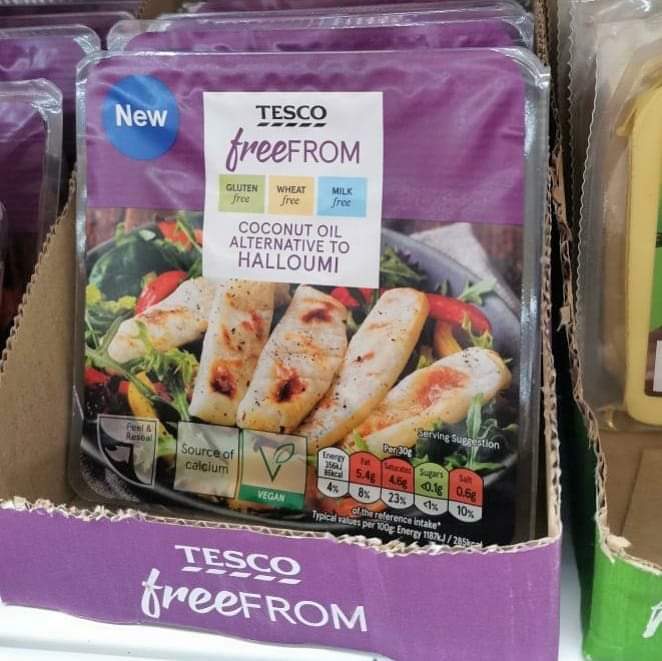 New
TESCO
freeFROM
GLUTEN free
WHEAT free
MILK free
COCONUT OIL
ALTERNATIVE TO
HALLOUMI
Peel &
Reseal
Source of
calcium
VEGAN
Serving Suggestion
Per 30g
Energy 356kJ 86kcal 4%
Fat 5.4g 8%
Saturates 4.6g 23%
Sugars <0.1g <1%
Salt 0.6g 10%
of the reference intake*
Typical values per 100g: Energy 1187kJ / 285kcal
TESCO
freeFROM